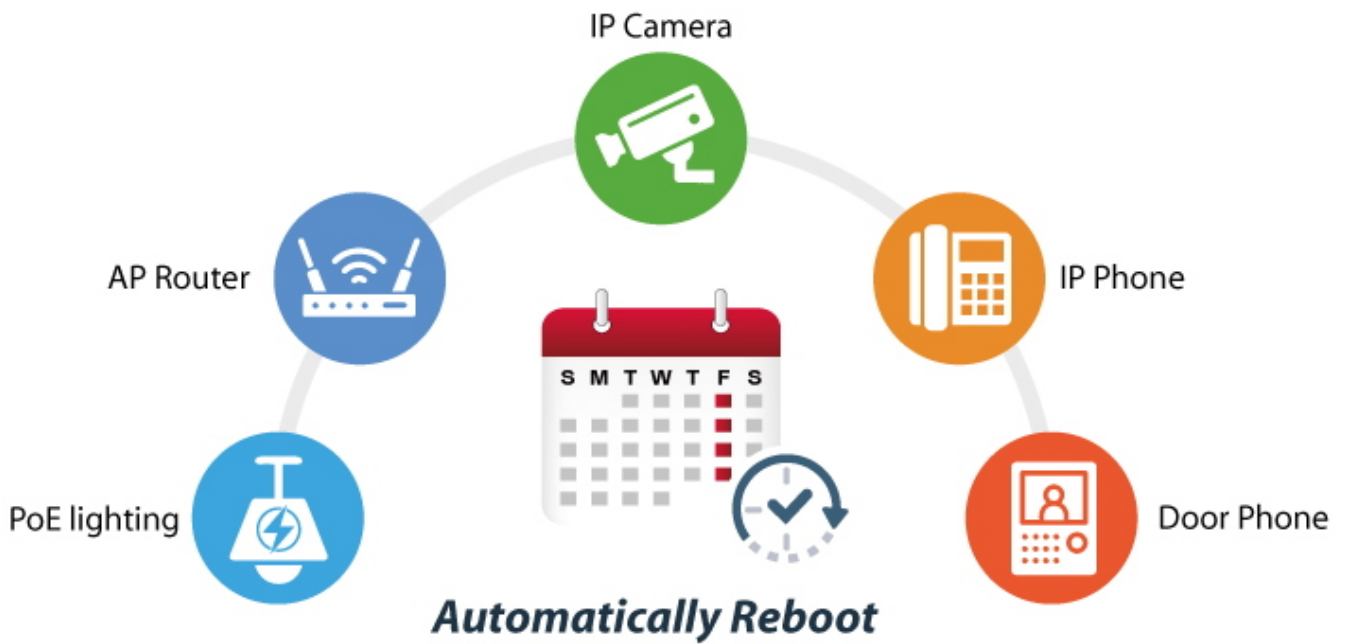 IP Camera
AP Router
IP Phone
S M T W T F S
PoE lighting
Door Phone
Automatically Reboot